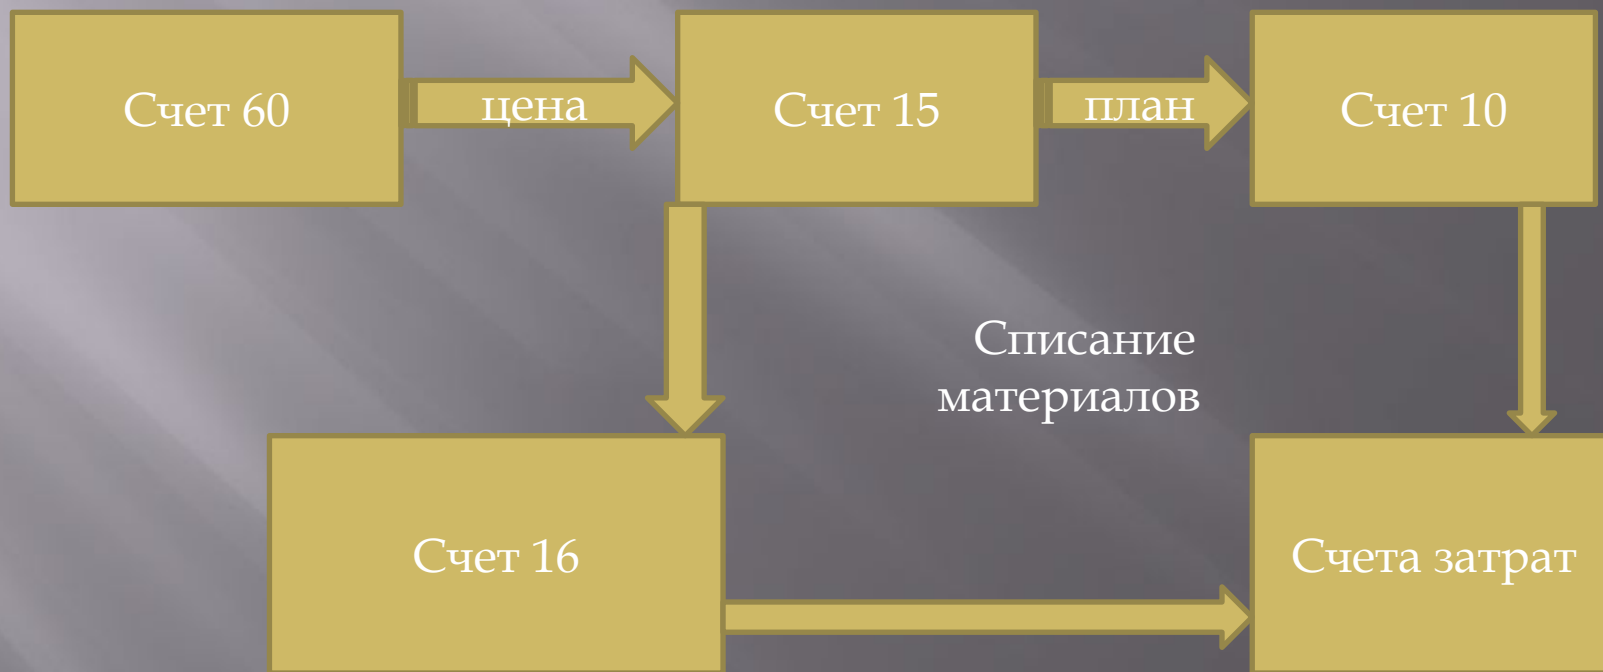 Счет 60
цена
Счет 15
план
Счет 10
Списание
материалов
Счет 16
Счета затрат